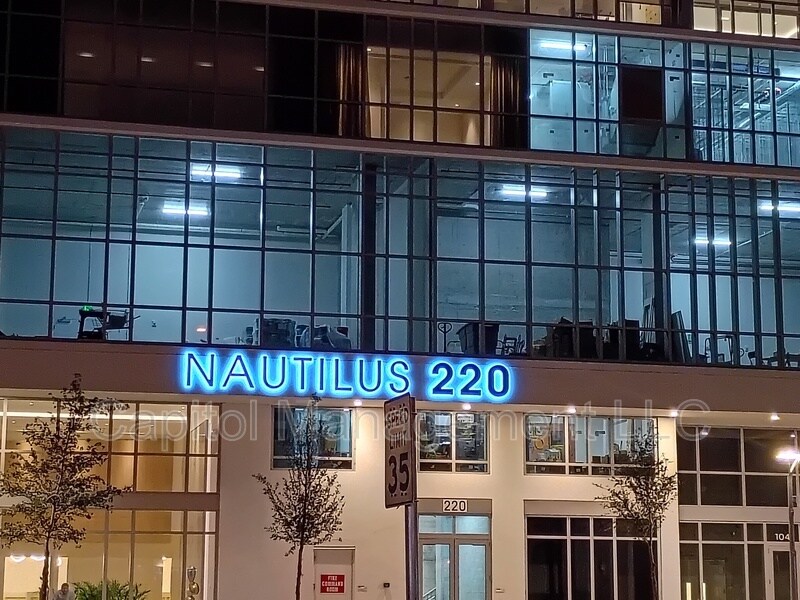 NAUTILUS 220
Capitol Management LLC
SPEED
LIMIT
35
220
104
FIRE
COMMAND
ROOM